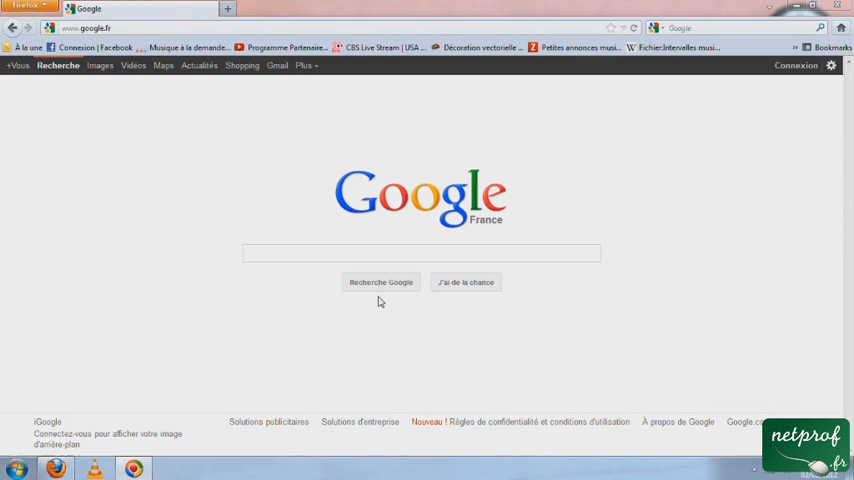 Firefox
Google
www.google.fr
Google
À la une
Connexion | Facebook
Musique à la demande...
Programme Partenaire...
CBS Live Stream | USA ...
Décoration vectorielle ...
Petites annonces musi...
Fichier:Intervalles musi...
»
Bookmarks
+Vous Recherche Images Vidéos Maps Actualités Shopping Gmail Plus
Connexion
Google
France
Recherche Google
J'ai de la chance
iGoogle
Connectez-vous pour afficher votre image
d'arrière-plan
Solutions publicitaires
Solutions d'entreprise
Nouveau ! Règles de confidentialité et conditions d'utilisation
À propos de Google
netprof
.fr